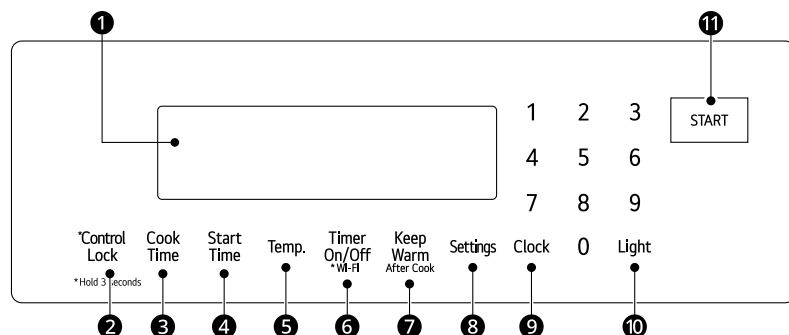 1 11
1 2 3
START
4 5 6
7 8 9
*Control Lock
Cook Time
Start Time
Temp.
Timer On/Off
*Wi-Fi
Keep Warm
After Cook
Settings
Clock
0
Light
*Hold 3 seconds
2 3 4 5 6 7 8 9 10